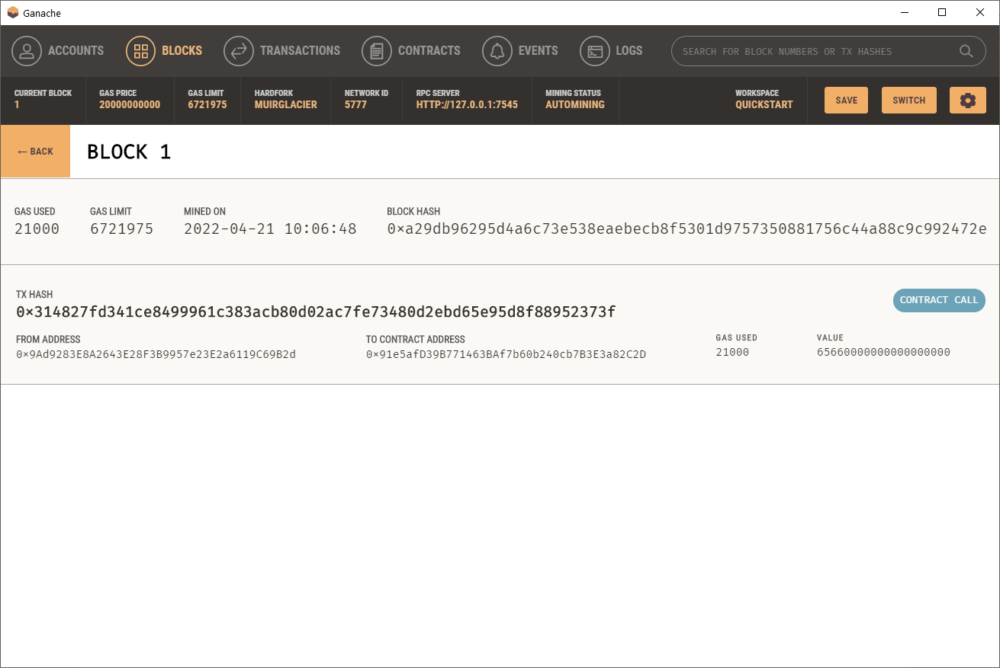 Ganache
ACCOUNTS BLOCKS TRANSACTIONS CONTRACTS EVENTS LOGS SEARCH FOR BLOCK NUMBERS OR TX HASHES
CURRENT BLOCK GAS PRICE GAS LIMIT HARDFORK NETWORK ID RPC SERVER MINING STATUS WORKSPACE
1 20000000000 6721975 MUIRGLACIER 5777 HTTP://127.0.0.1:7545 AUTOMINING QUICKSTART SAVE SWITCH
← BACK BLOCK 1
GAS USED GAS LIMIT MINED ON BLOCK HASH
21000 6721975 2022-04-21 10:06:48 0×a29db96295d4a6c73e538eaebecb8f5301d9757350881756c44a88c9c992472e
TX HASH
0×314827fd341ce8499961c383acb80d02ac7fe73480d2ebd65e95d8f88952373f CONTRACT CALL
FROM ADDRESS TO CONTRACT ADDRESS GAS USED VALUE
0×9Ad9283E8A2643E28F3B9957e23E2a6119C69B2d 0×91e5afD39B771463BAf7b60b240cb7B3E3a82C2D 21000 65660000000000000000